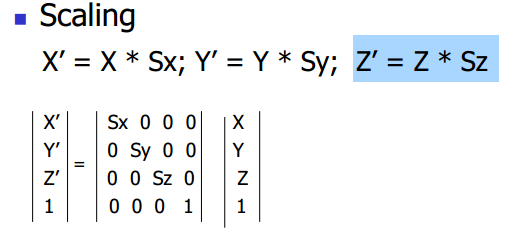 Scaling
X’ = X * Sx; Y’ = Y * Sy; Z’ = Z * Sz
X’ Sx 0 0 0 X
Y’ 0 Sy 0 0 Y
=
Z’ 0 0 Sz 0 Z
1 0 0 0 1 1